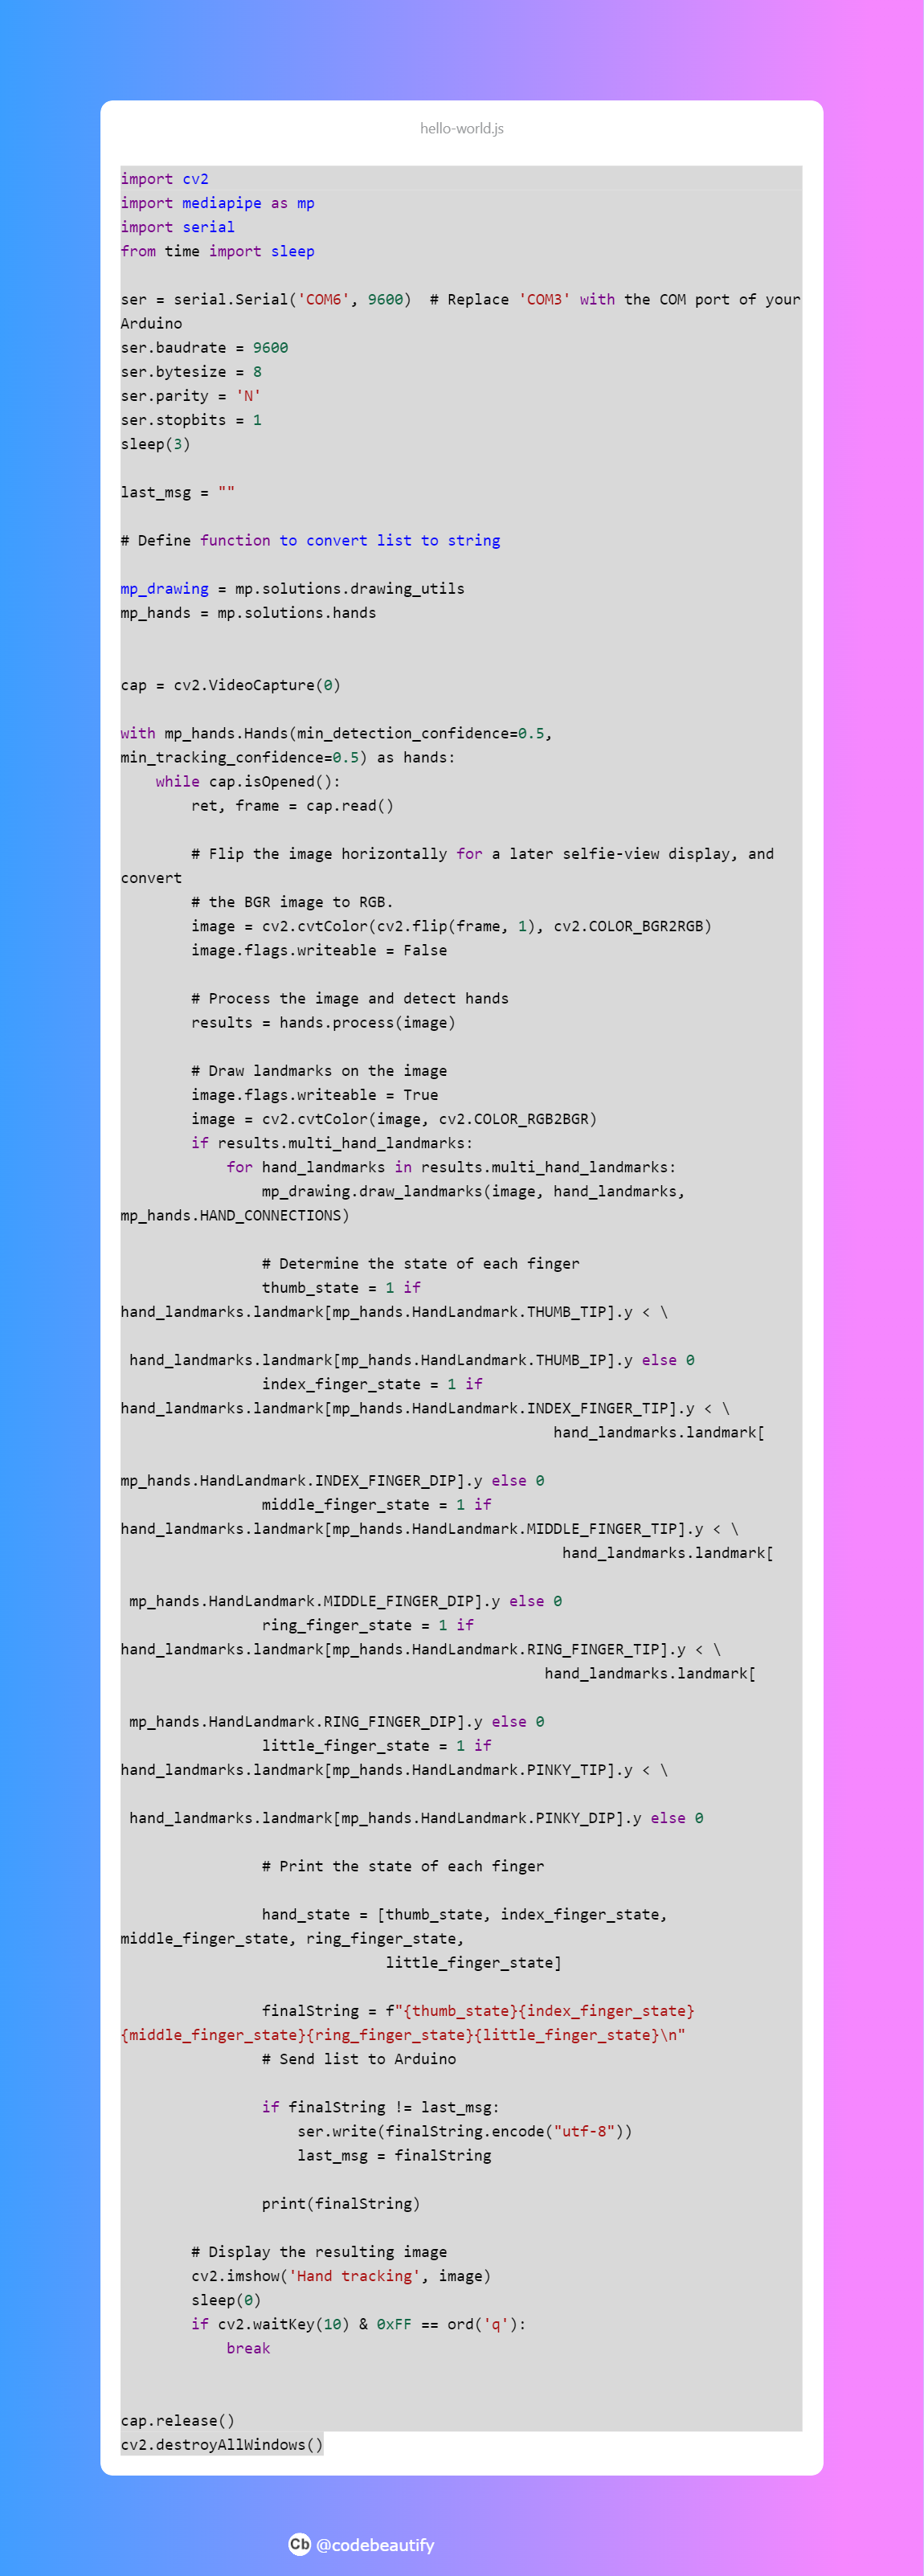 hello-world.js
import cv2
import mediapipe as mp
import serial
from time import sleep
ser = serial.Serial('COM6', 9600)  # Replace 'COM3' with the COM port of your
Arduino
ser.baudrate = 9600
ser.bytesize = 8
ser.parity = 'N'
ser.stopbits = 1
sleep(3)
last_msg = ""
# Define function to convert list to string
mp_drawing = mp.solutions.drawing_utils
mp_hands = mp.solutions.hands
cap = cv2.VideoCapture(0)
with mp_hands.Hands(min_detection_confidence=0.5,
min_tracking_confidence=0.5) as hands:
    while cap.isOpened():
        ret, frame = cap.read()
        # Flip the image horizontally for a later selfie-view display, and
convert
        # the BGR image to RGB.
        image = cv2.cvtColor(cv2.flip(frame, 1), cv2.COLOR_BGR2RGB)
        image.flags.writeable = False
        # Process the image and detect hands
        results = hands.process(image)
        # Draw landmarks on the image
        image.flags.writeable = True
        image = cv2.cvtColor(image, cv2.COLOR_RGB2BGR)
        if results.multi_hand_landmarks:
            for hand_landmarks in results.multi_hand_landmarks:
                mp_drawing.draw_landmarks(image, hand_landmarks,
mp_hands.HAND_CONNECTIONS)
                # Determine the state of each finger
                thumb_state = 1 if
hand_landmarks.landmark[mp_hands.HandLandmark.THUMB_TIP].y < \
 hand_landmarks.landmark[mp_hands.HandLandmark.THUMB_IP].y else 0
                index_finger_state = 1 if
hand_landmarks.landmark[mp_hands.HandLandmark.INDEX_FINGER_TIP].y < \
                                                 hand_landmarks.landmark[
mp_hands.HandLandmark.INDEX_FINGER_DIP].y else 0
                middle_finger_state = 1 if
hand_landmarks.landmark[mp_hands.HandLandmark.MIDDLE_FINGER_TIP].y < \
                                                  hand_landmarks.landmark[
 mp_hands.HandLandmark.MIDDLE_FINGER_DIP].y else 0
                ring_finger_state = 1 if
hand_landmarks.landmark[mp_hands.HandLandmark.RING_FINGER_TIP].y < \
                                                hand_landmarks.landmark[
 mp_hands.HandLandmark.RING_FINGER_DIP].y else 0
                little_finger_state = 1 if
hand_landmarks.landmark[mp_hands.HandLandmark.PINKY_TIP].y < \
 hand_landmarks.landmark[mp_hands.HandLandmark.PINKY_DIP].y else 0
                # Print the state of each finger
                hand_state = [thumb_state, index_finger_state,
middle_finger_state, ring_finger_state,
                              little_finger_state]
                finalString = f"{thumb_state}{index_finger_state}
{middle_finger_state}{ring_finger_state}{little_finger_state}\n"
                # Send list to Arduino
                if finalString != last_msg:
                    ser.write(finalString.encode("utf-8"))
                    last_msg = finalString
                print(finalString)
        # Display the resulting image
        cv2.imshow('Hand tracking', image)
        sleep(0)
        if cv2.waitKey(10) & 0xFF == ord('q'):
            break
cap.release()
cv2.destroyAllWindows()
Cb @codebeautify